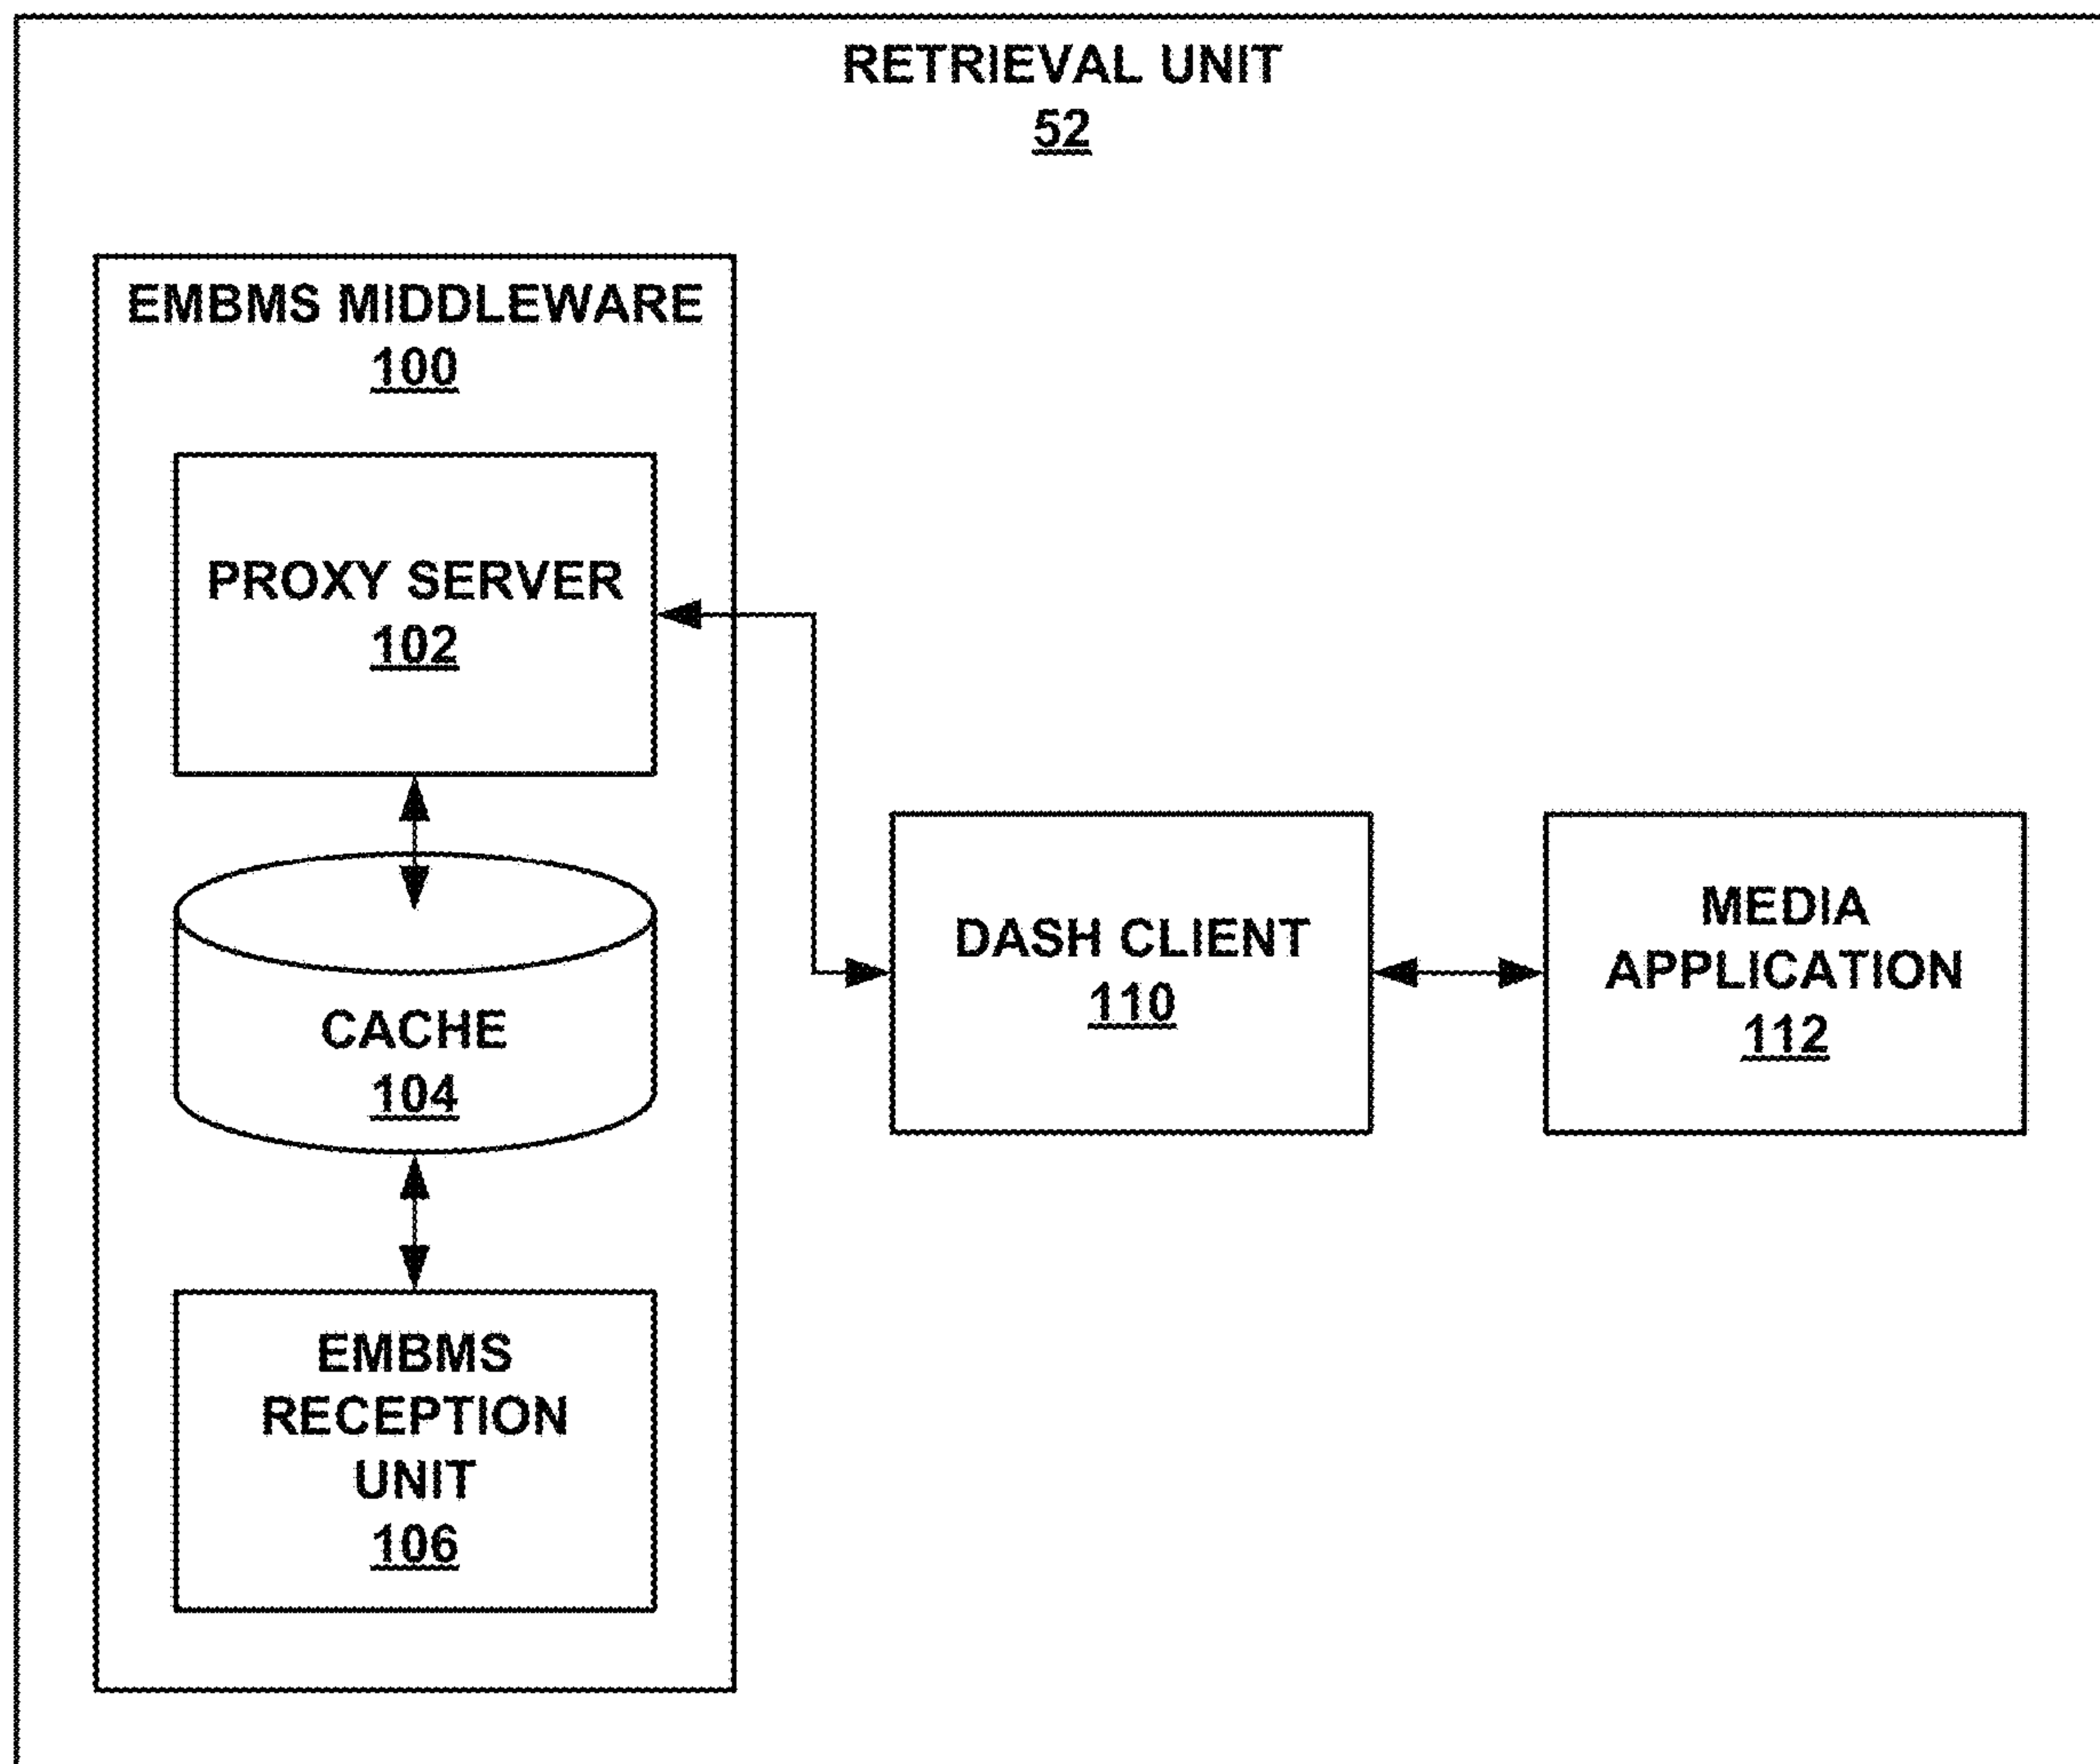 RETRIEVAL UNIT
52
EMBMS MIDDLEWARE
100
PROXY SERVER
102
CACHE
104
EMBMS
RECEPTION
UNIT
106
DASH CLIENT
110
MEDIA
APPLICATION
112